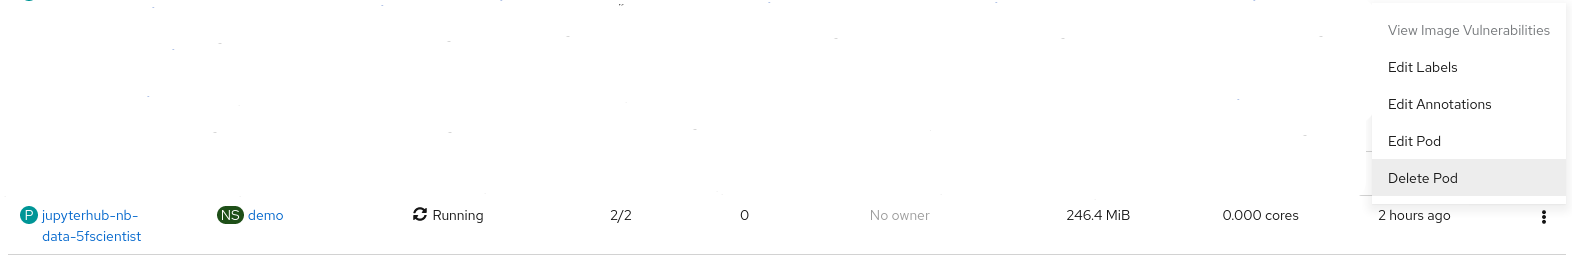 View Image Vulnerabilities
Edit Labels
Edit Annotations
Edit Pod
Delete Pod
P jupyterhub-nb- NS demo Running 2/2 0 No owner 246.4 MiB 0.000 cores 2 hours ago
data-5fscientist